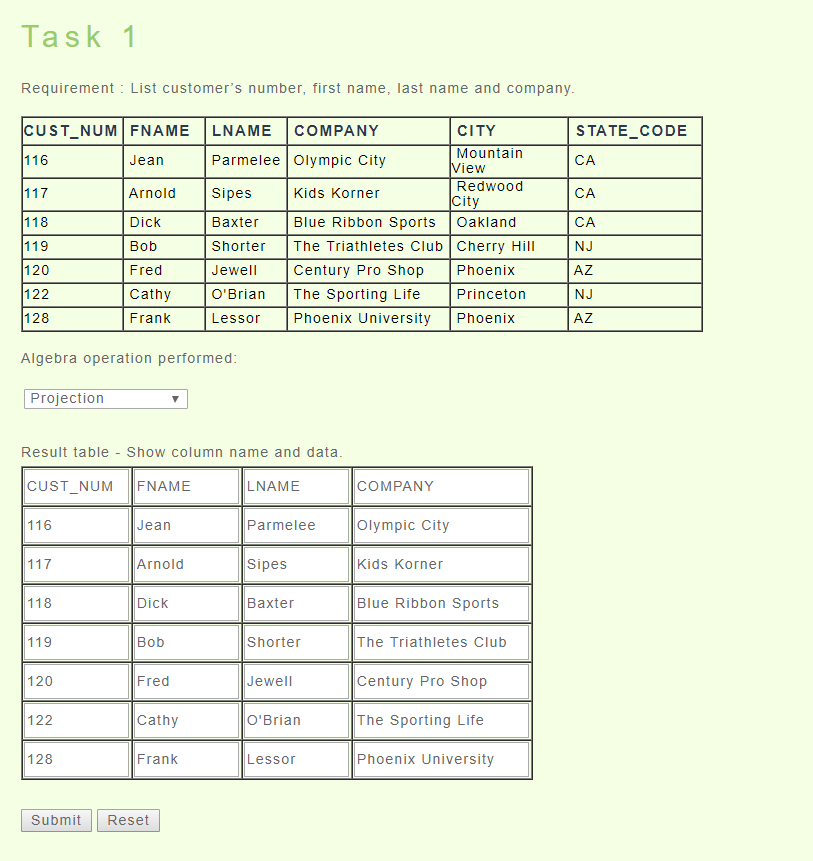 Task 1
Requirement : List customer’s number, first name, last name and company.
CUST_NUM FNAME LNAME COMPANY CITY STATE_CODE
116 Jean Parmelee Olympic City Mountain View CA
117 Arnold Sipes Kids Korner Redwood City CA
118 Dick Baxter Blue Ribbon Sports Oakland CA
119 Bob Shorter The Triathletes Club Cherry Hill NJ
120 Fred Jewell Century Pro Shop Phoenix AZ
122 Cathy O'Brian The Sporting Life Princeton NJ
128 Frank Lessor Phoenix University Phoenix AZ
Algebra operation performed:
Projection ▼
Result table - Show column name and data.
CUST_NUM FNAME LNAME COMPANY
116 Jean Parmelee Olympic City
117 Arnold Sipes Kids Korner
118 Dick Baxter Blue Ribbon Sports
119 Bob Shorter The Triathletes Club
120 Fred Jewell Century Pro Shop
122 Cathy O'Brian The Sporting Life
128 Frank Lessor Phoenix University
Submit Reset